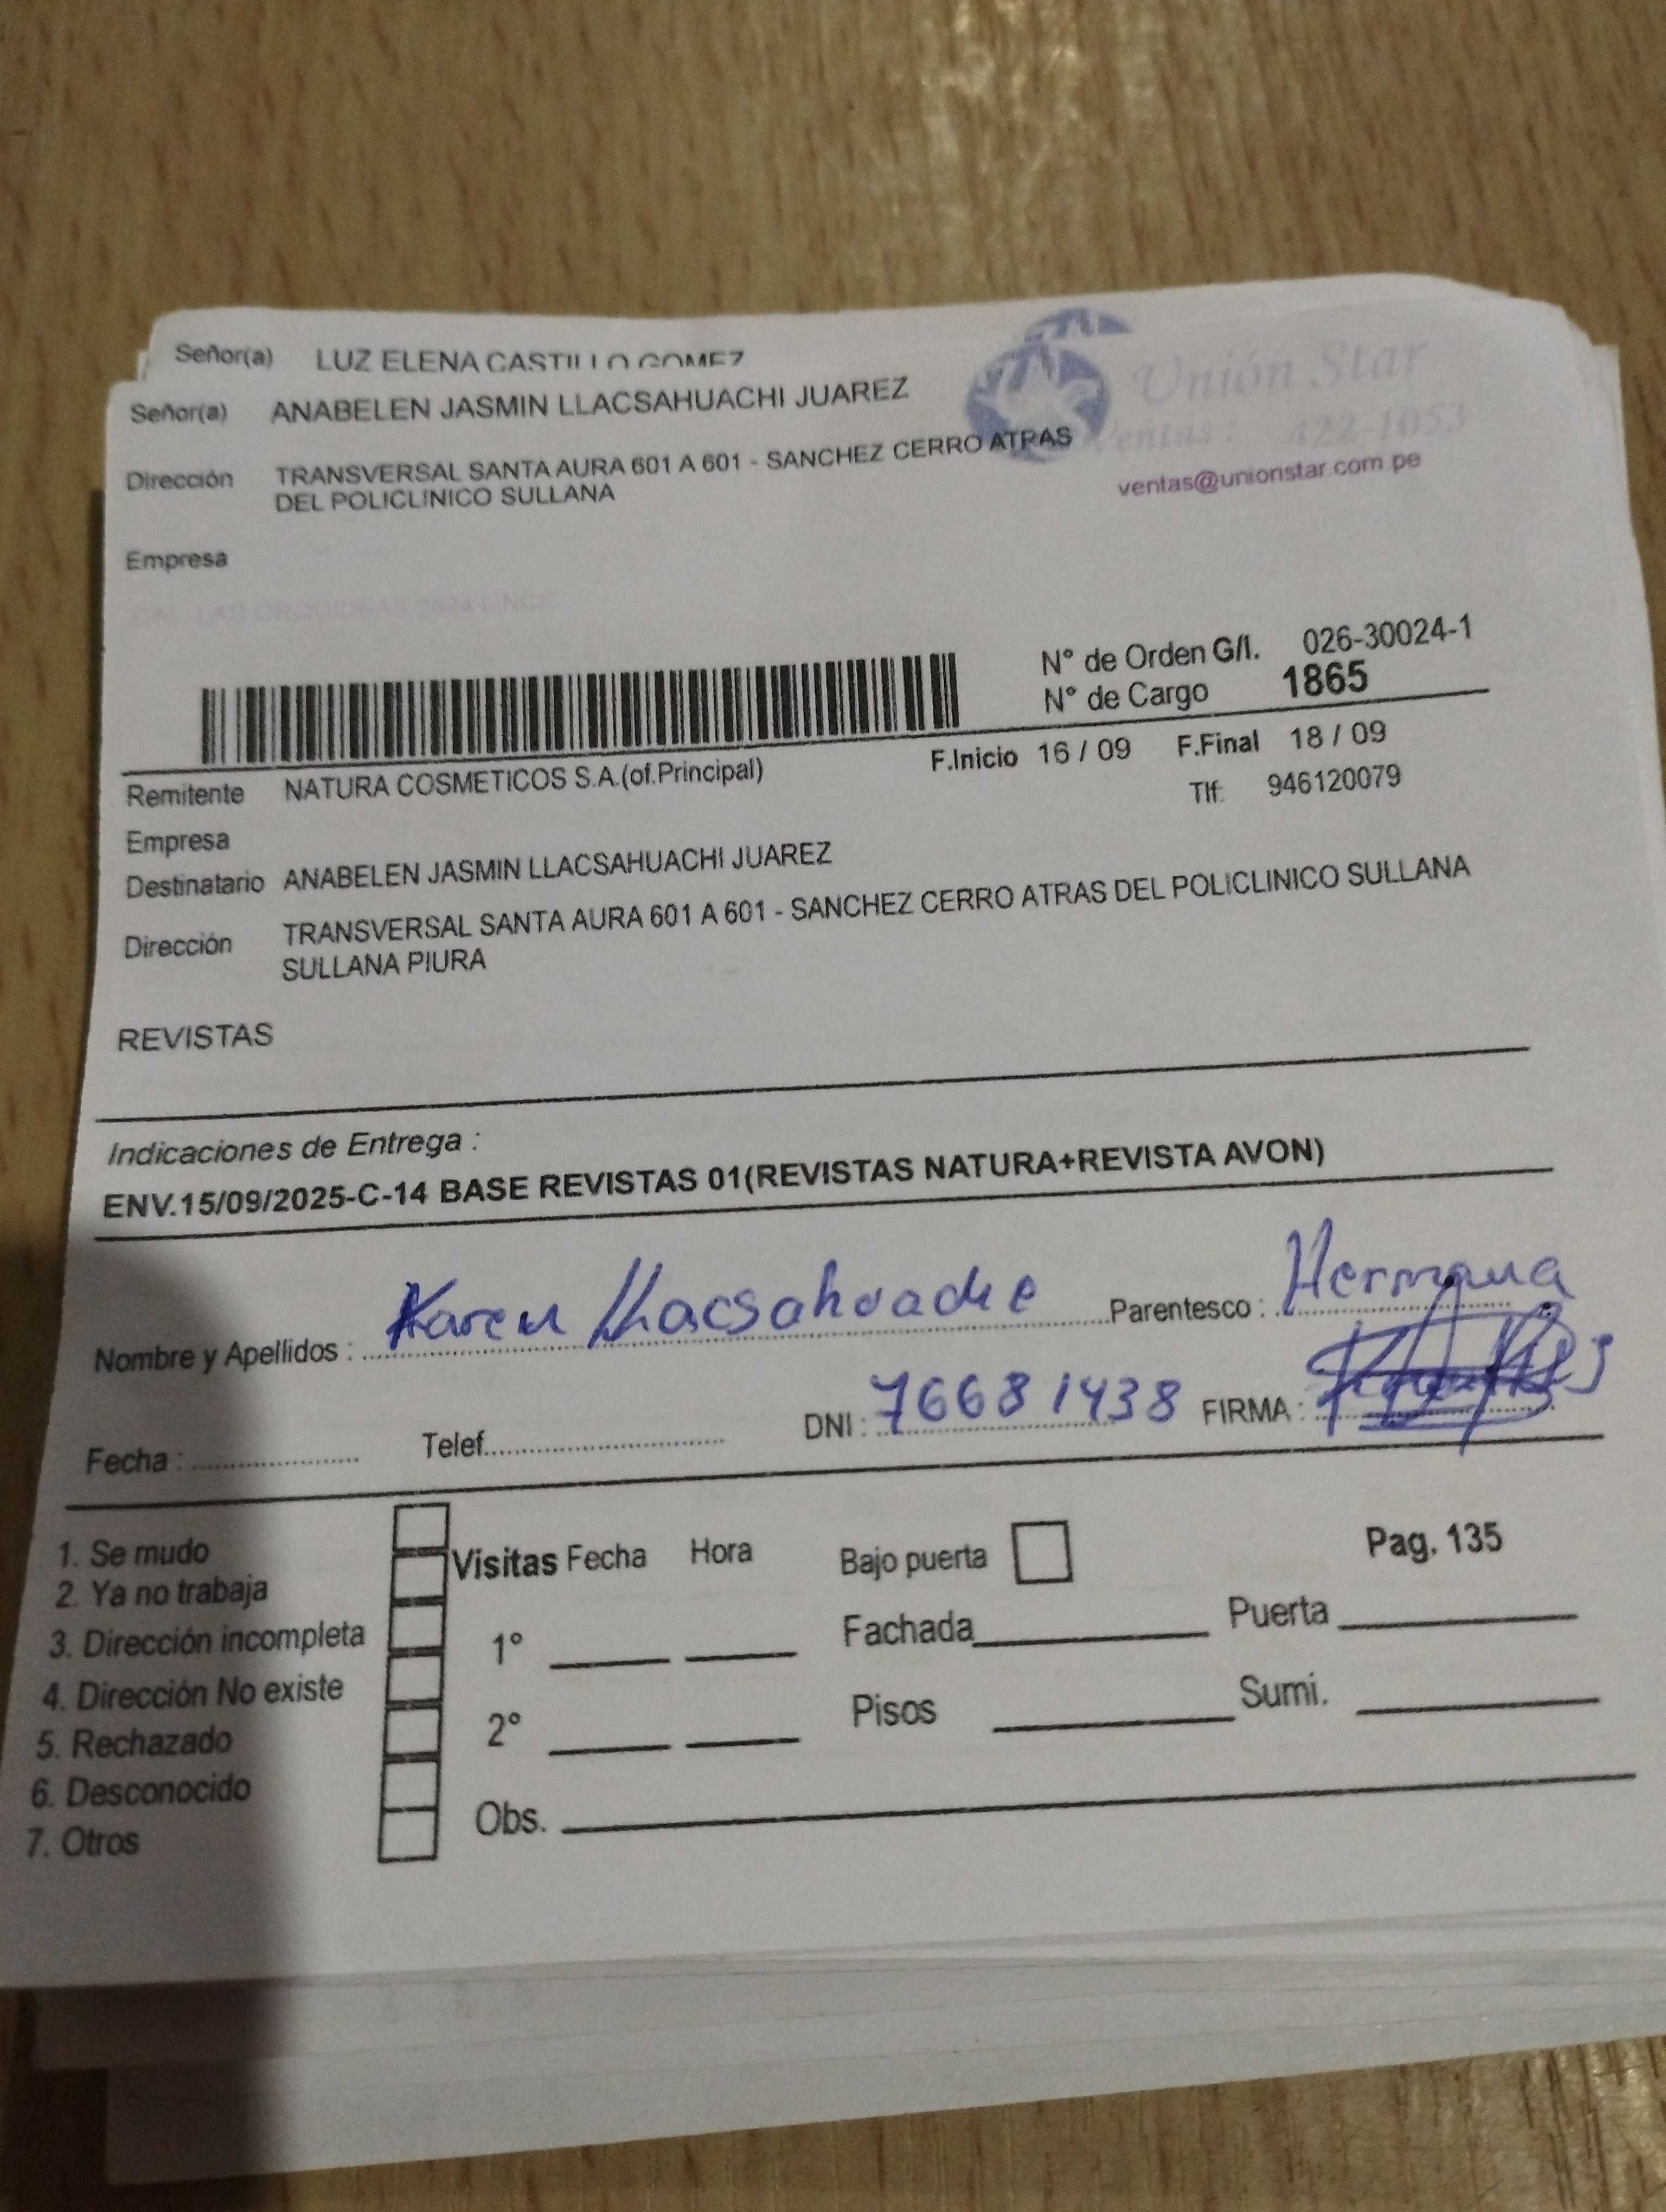 Señor(a) LUZ ELENA CASTILLO GOMEZ
Señor(a) ANABELEN JASMIN LLACSAHUACHI JUAREZ
Unión Star
Ventas: 422-1053
ventas@unionstar.com.pe
Dirección TRANSVERSAL SANTA AURA 601 A 601 - SANCHEZ CERRO ATRAS
DEL POLICLINICO SULLANA
Empresa
CAL. LAS ORQUIDEAS 2624 LINCE
N° de Orden G/I. 026-30024-1
N° de Cargo 1865
F.Inicio 16 / 09 F.Final 18 / 09
Remitente NATURA COSMETICOS S.A.(of.Principal)
Tlf: 946120079
Empresa
Destinatario ANABELEN JASMIN LLACSAHUACHI JUAREZ
Dirección TRANSVERSAL SANTA AURA 601 A 601 - SANCHEZ CERRO ATRAS DEL POLICLINICO SULLANA
SULLANA PIURA
REVISTAS
Indicaciones de Entrega :
ENV.15/09/2025-C-14 BASE REVISTAS 01(REVISTAS NATURA+REVISTA AVON)
Nombre y Apellidos : Karen Llacsahuache Parentesco : Hermana
Fecha : Telef. DNI : 76681438 FIRMA :
1. Se mudo
2. Ya no trabaja
3. Dirección incompleta
4. Dirección No existe
5. Rechazado
6. Desconocido
7. Otros
Visitas Fecha Hora
1°
2°
Obs.
Bajo puerta
Pag. 135
Fachada Puerta
Pisos Sumi.